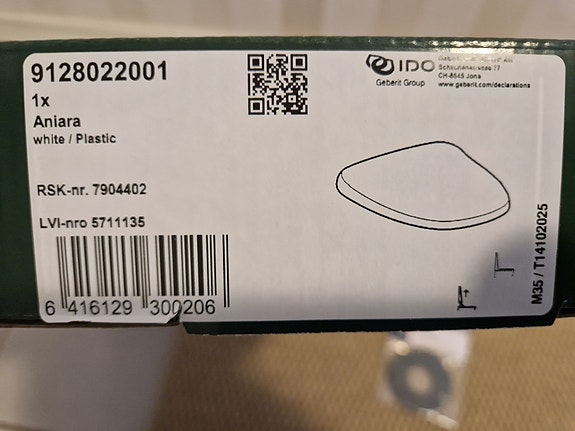 9128022001
1x
Aniara
white / Plastic
RSK-nr. 7904402
LVI-nro 5711135
6 416129 300206
IDO
Geberit Group
CH-8645 Jona
www.geberit.com/declarations
M35 / T14102025